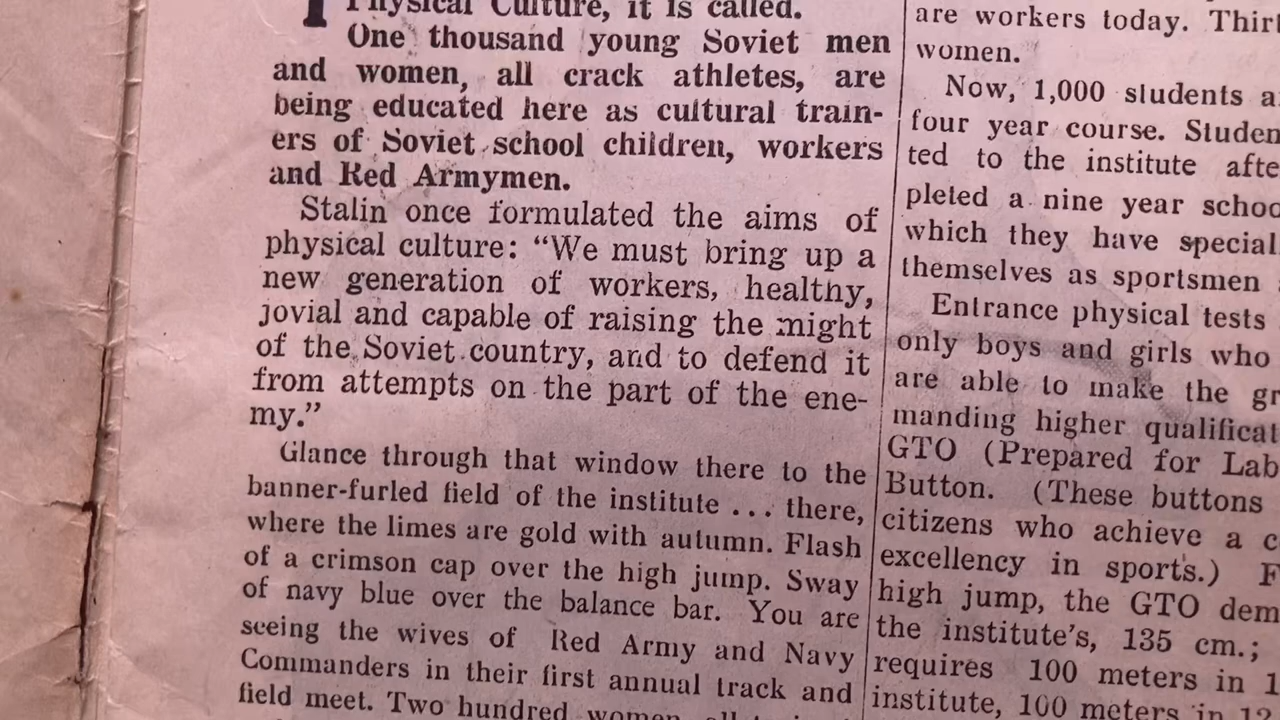 Physical Culture, it is called.
One thousand young Soviet men
and women, all crack athletes, are
being educated here as cultural train-
ers of Soviet school children, workers
and Red Armymen.
Stalin once formulated the aims of
physical culture: “We must bring up a
new generation of workers, healthy,
jovial and capable of raising the might
of the Soviet country, and to defend it
from attempts on the part of the ene-
my.”
Glance through that window there to the
banner-furled field of the institute ... there,
where the limes are gold with autumn. Flash
of a crimson cap over the high jump. Sway
of navy blue over the balance bar. You are
seeing the wives of Red Army and Navy
Commanders in their first annual track and
field meet. Two hundred women,
are workers today.
women.
Now, 1,000 students
four year course.
ted to the institute
pleted a nine year
which they have
themselves as sportsmen
Entrance physical tests
only boys and girls who
are able to make the
manding higher
GTO (Prepared for
Button. (These buttons
citizens who achieve a
excellency in sports.)
high jump, the GTO
the institute's, 135 cm.;
requires 100 meters in
institute, 100 meters in